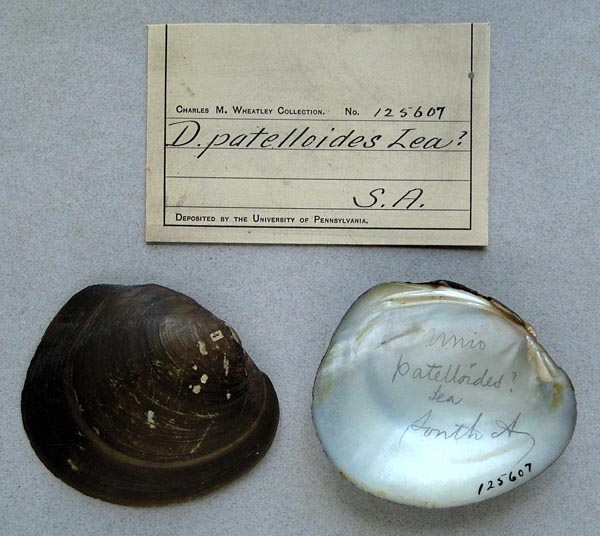 CHARLES M. WHEATLEY COLLECTION. No. 125607
D. patelloides Lea?
S. A.
DEPOSITED BY THE UNIVERSITY OF PENNSYLVANIA.
Unio
patelloides?
Lea
South A
125607